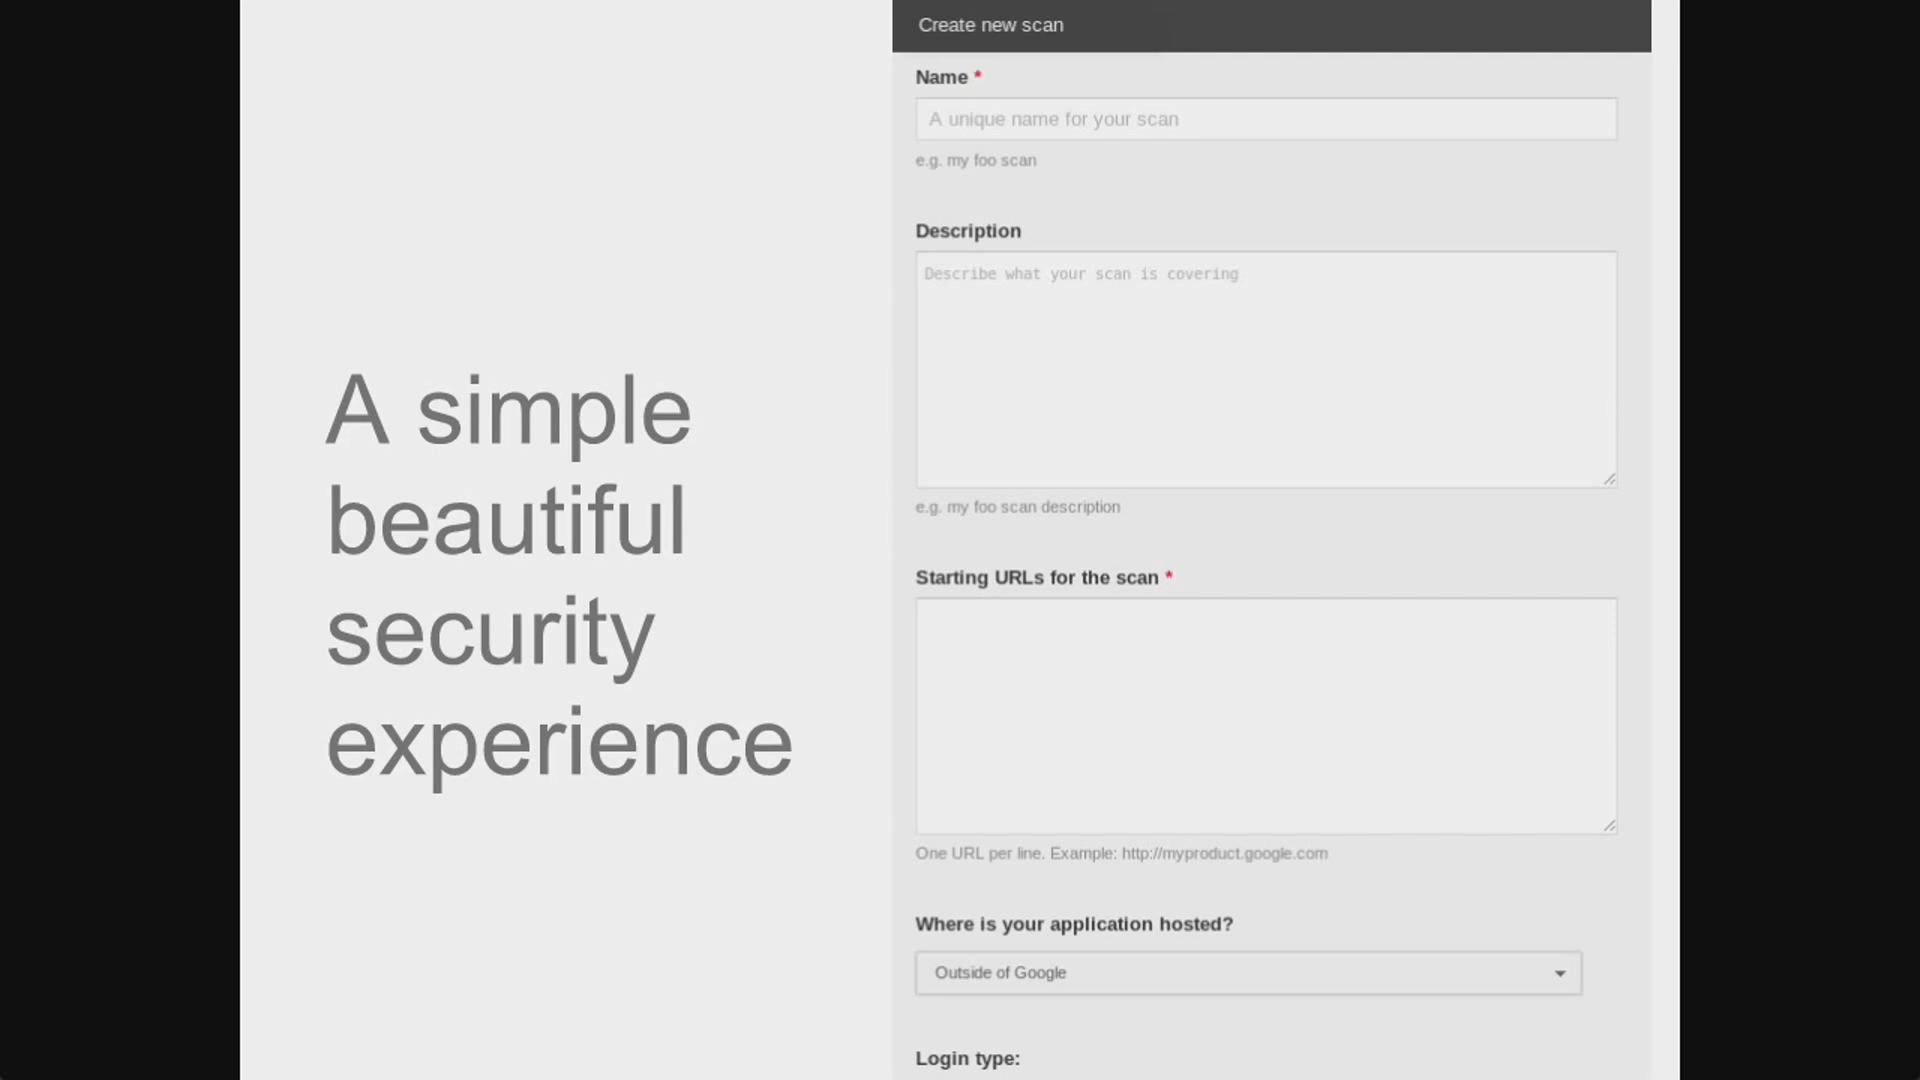 A simple
beautiful
security
experience
Create new scan
Name *
A unique name for your scan
e.g. my foo scan
Description
Describe what your scan is covering
e.g. my foo scan description
Starting URLs for the scan *
One URL per line. Example: http://myproduct.google.com
Where is your application hosted?
Outside of Google
Login type: